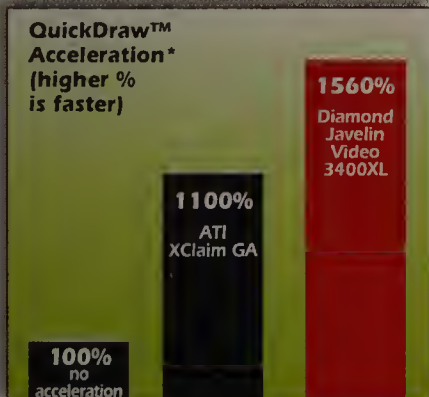 QuickDraw™
Acceleration*
(higher %
is faster)
1560%
Diamond
Javelin
Video
3400XL
1100%
ATI
XClaim GA
100%
no
acceleration